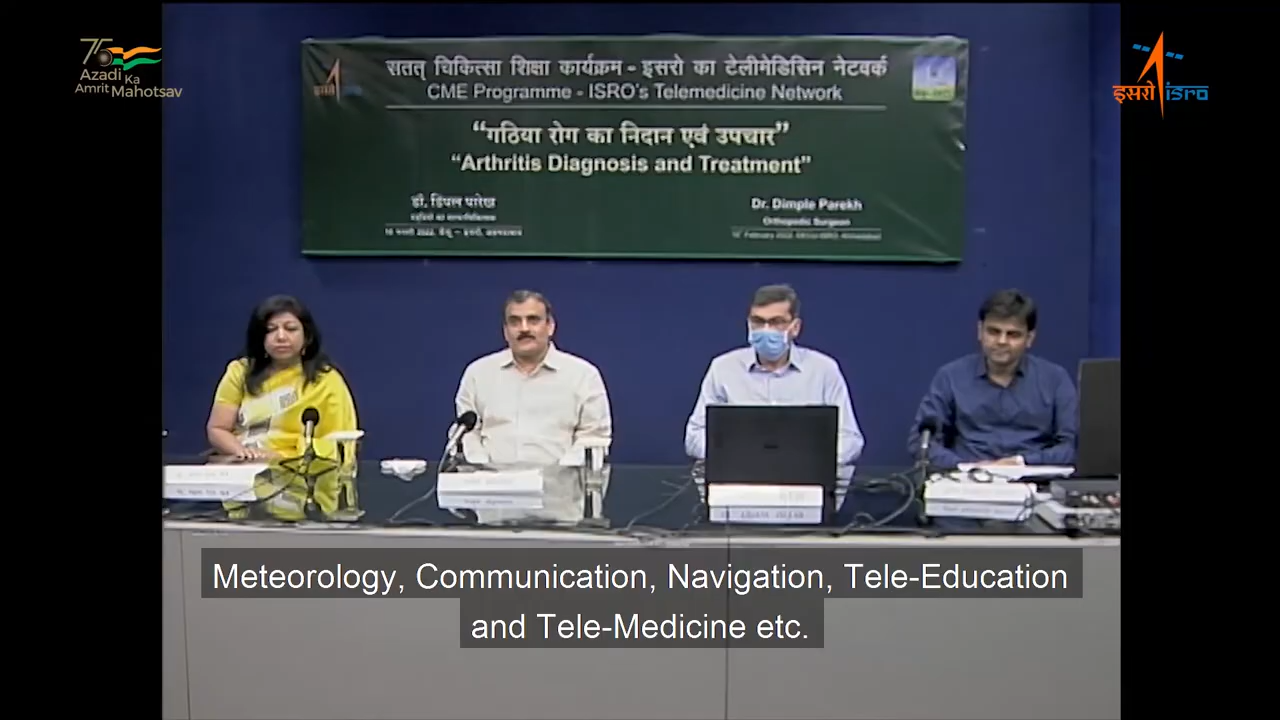 75
Azadi Ka
Amrit Mahotsav
इसरो isro
सतत् चिकित्सा शिक्षा कार्यक्रम - इसरो का टेलीमेडिसिन नेटवर्क
CME Programme - ISRO's Telemedicine Network
"गठिया रोग का निदान एवं उपचार"
"Arthritis Diagnosis and Treatment"
डॉ. डिंपल पारेख
Dr. Dimple Parekh
Orthopedic Surgeon
Meteorology, Communication, Navigation, Tele-Education
and Tele-Medicine etc.